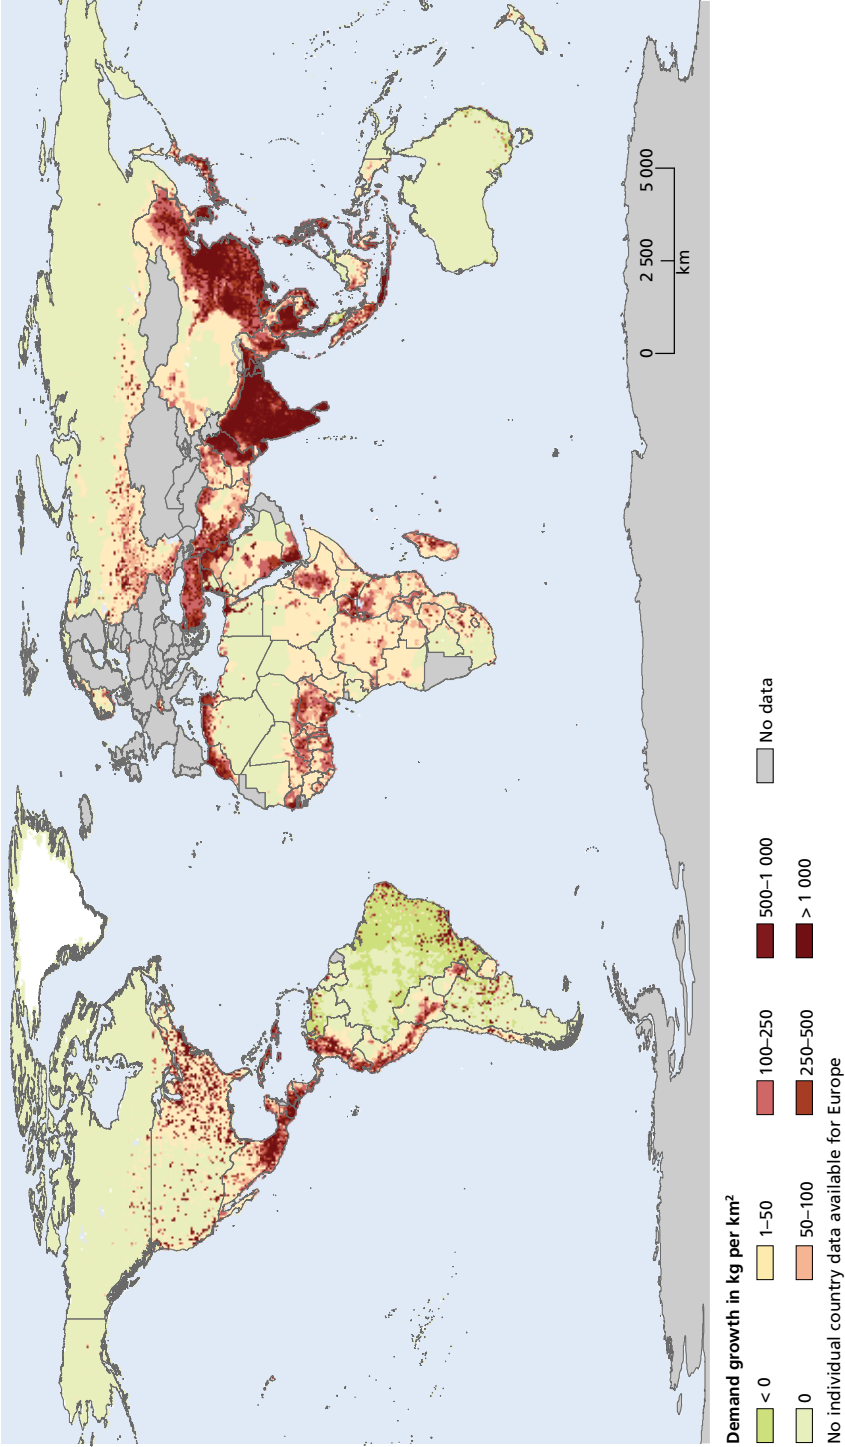 0 2 500 5 000
km
Demand growth in kg per km²
< 0 1–50 100–250 500–1 000 No data
0 50–100 250–500 > 1 000
No individual country data available for Europe